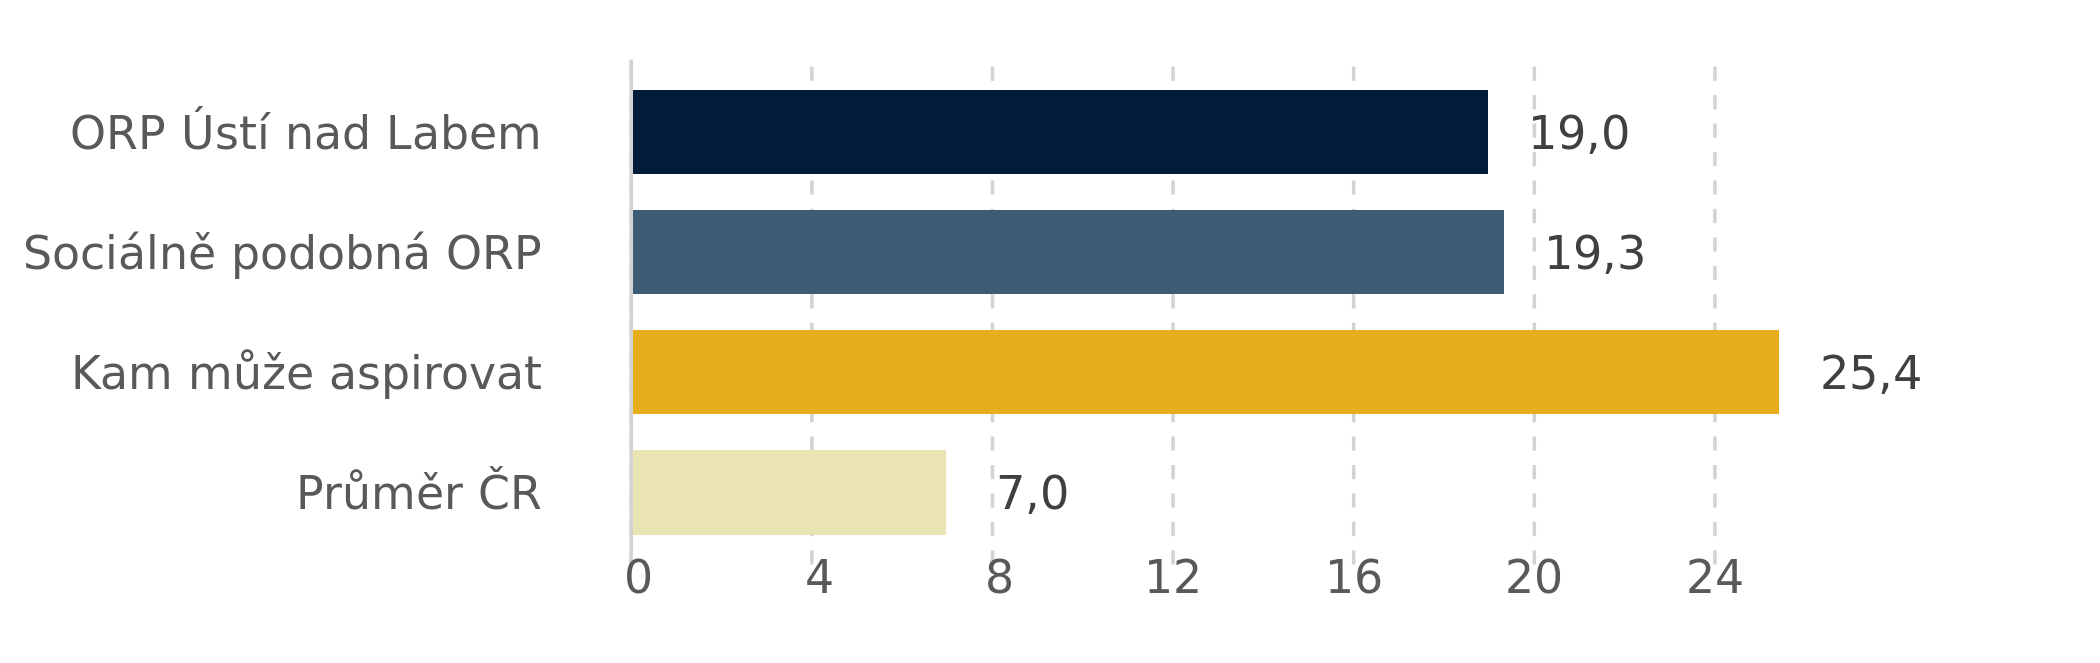 ORP Ústí nad Labem 19,0
Sociálně podobná ORP 19,3
Kam může aspirovat 25,4
Průměr ČR 7,0
0 4 8 12 16 20 24